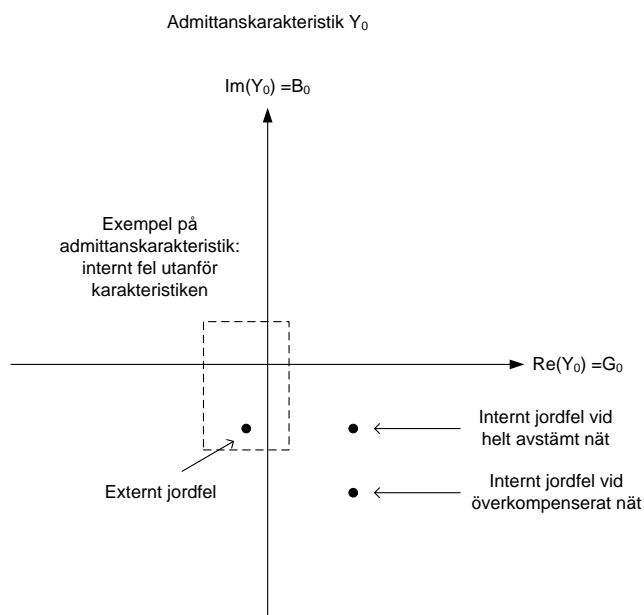 Admittanskarakteristik Y₀
Im(Y₀) =B₀
Exempel på
admittanskarakteristik:
internt fel utanför
karakteristiken
Re(Y₀) =G₀
Internt jordfel vid
helt avstämt nät
Externt jordfel
Internt jordfel vid
överkompenserat nät